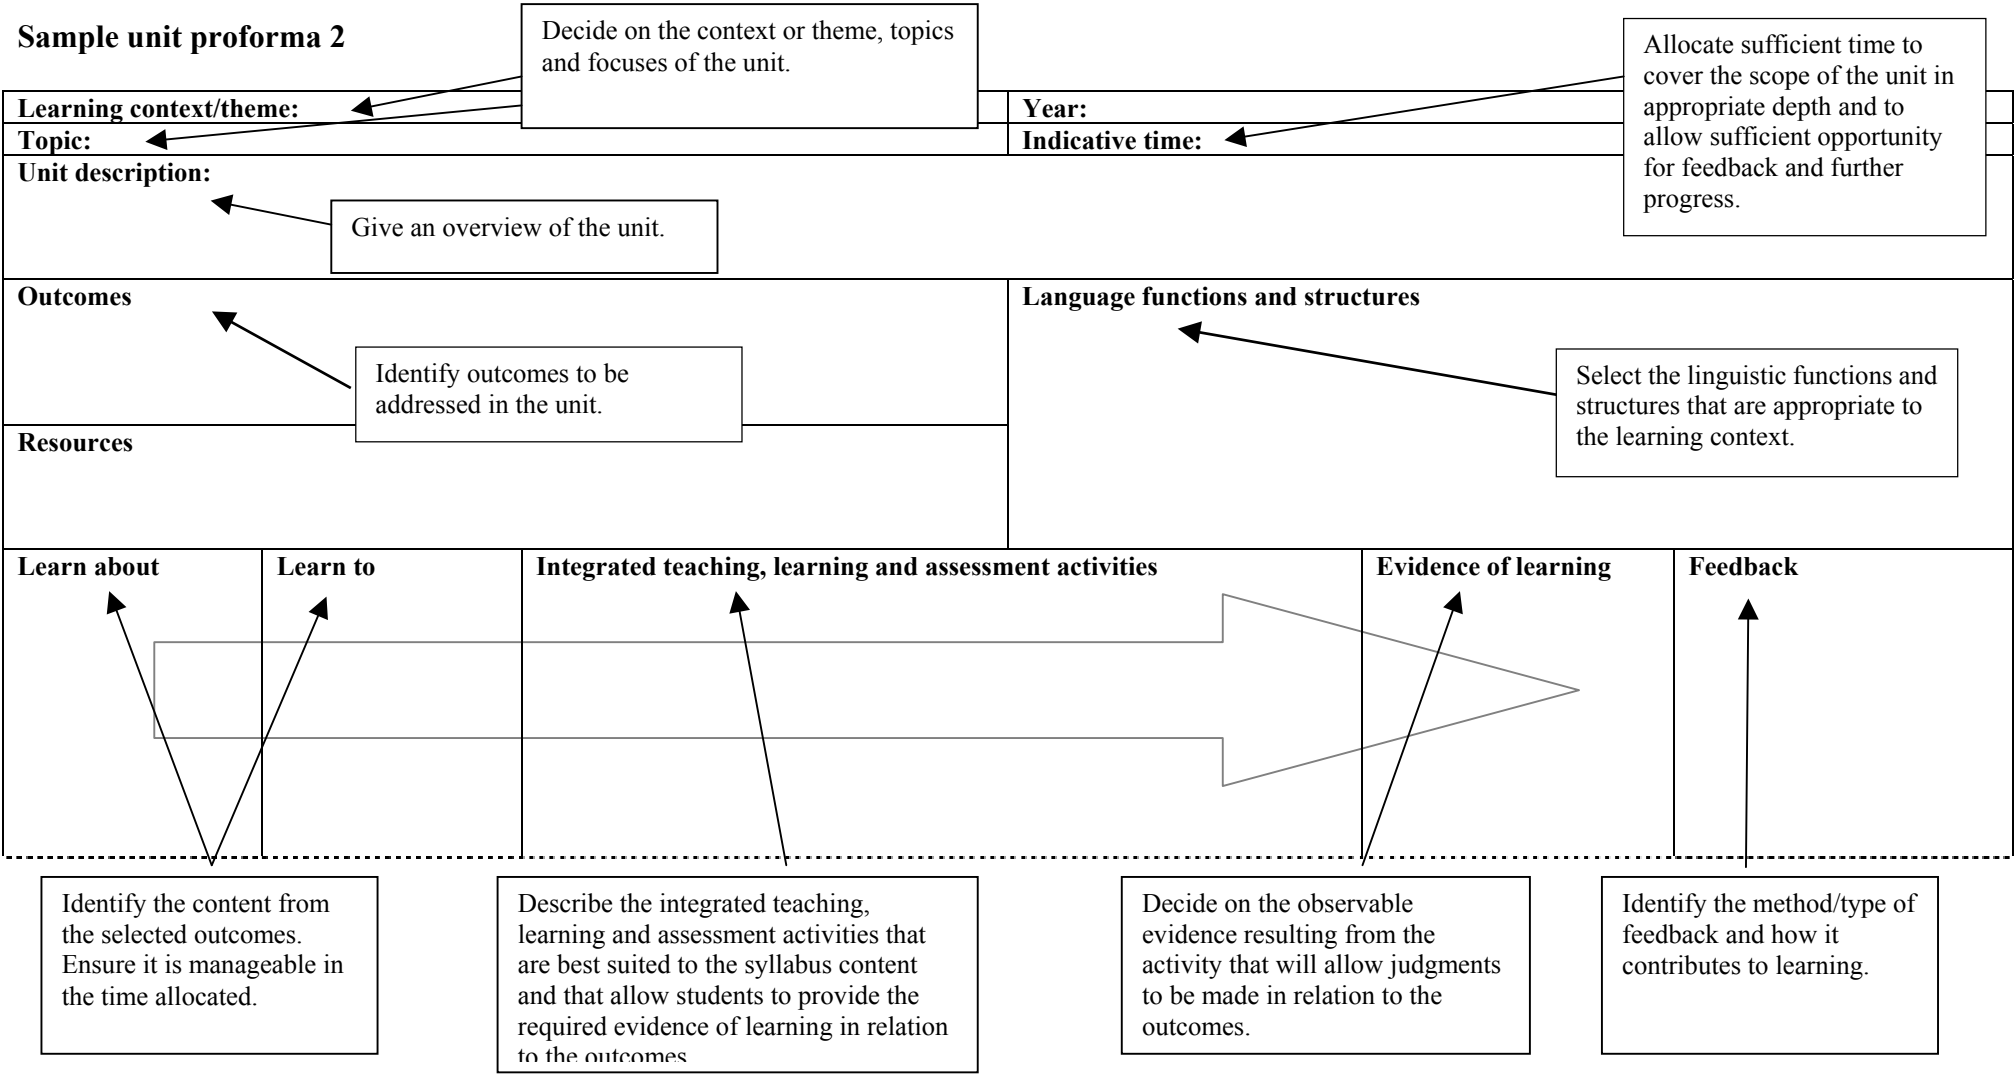 Sample unit proforma 2
Decide on the context or theme, topics
and focuses of the unit.
Allocate sufficient time to
cover the scope of the unit in
appropriate depth and to
allow sufficient opportunity
for feedback and further
progress.
Learning context/theme:
Year:
Topic:
Indicative time:
Unit description:
Give an overview of the unit.
Outcomes
Identify outcomes to be
addressed in the unit.
Language functions and structures
Select the linguistic functions and
structures that are appropriate to
the learning context.
Resources
Learn about
Learn to
Integrated teaching, learning and assessment activities
Evidence of learning
Feedback
Identify the content from
the selected outcomes.
Ensure it is manageable in
the time allocated.
Describe the integrated teaching,
learning and assessment activities that
are best suited to the syllabus content
and that allow students to provide the
required evidence of learning in relation
to the outcomes
Decide on the observable
evidence resulting from the
activity that will allow judgments
to be made in relation to the
outcomes.
Identify the method/type of
feedback and how it
contributes to learning.